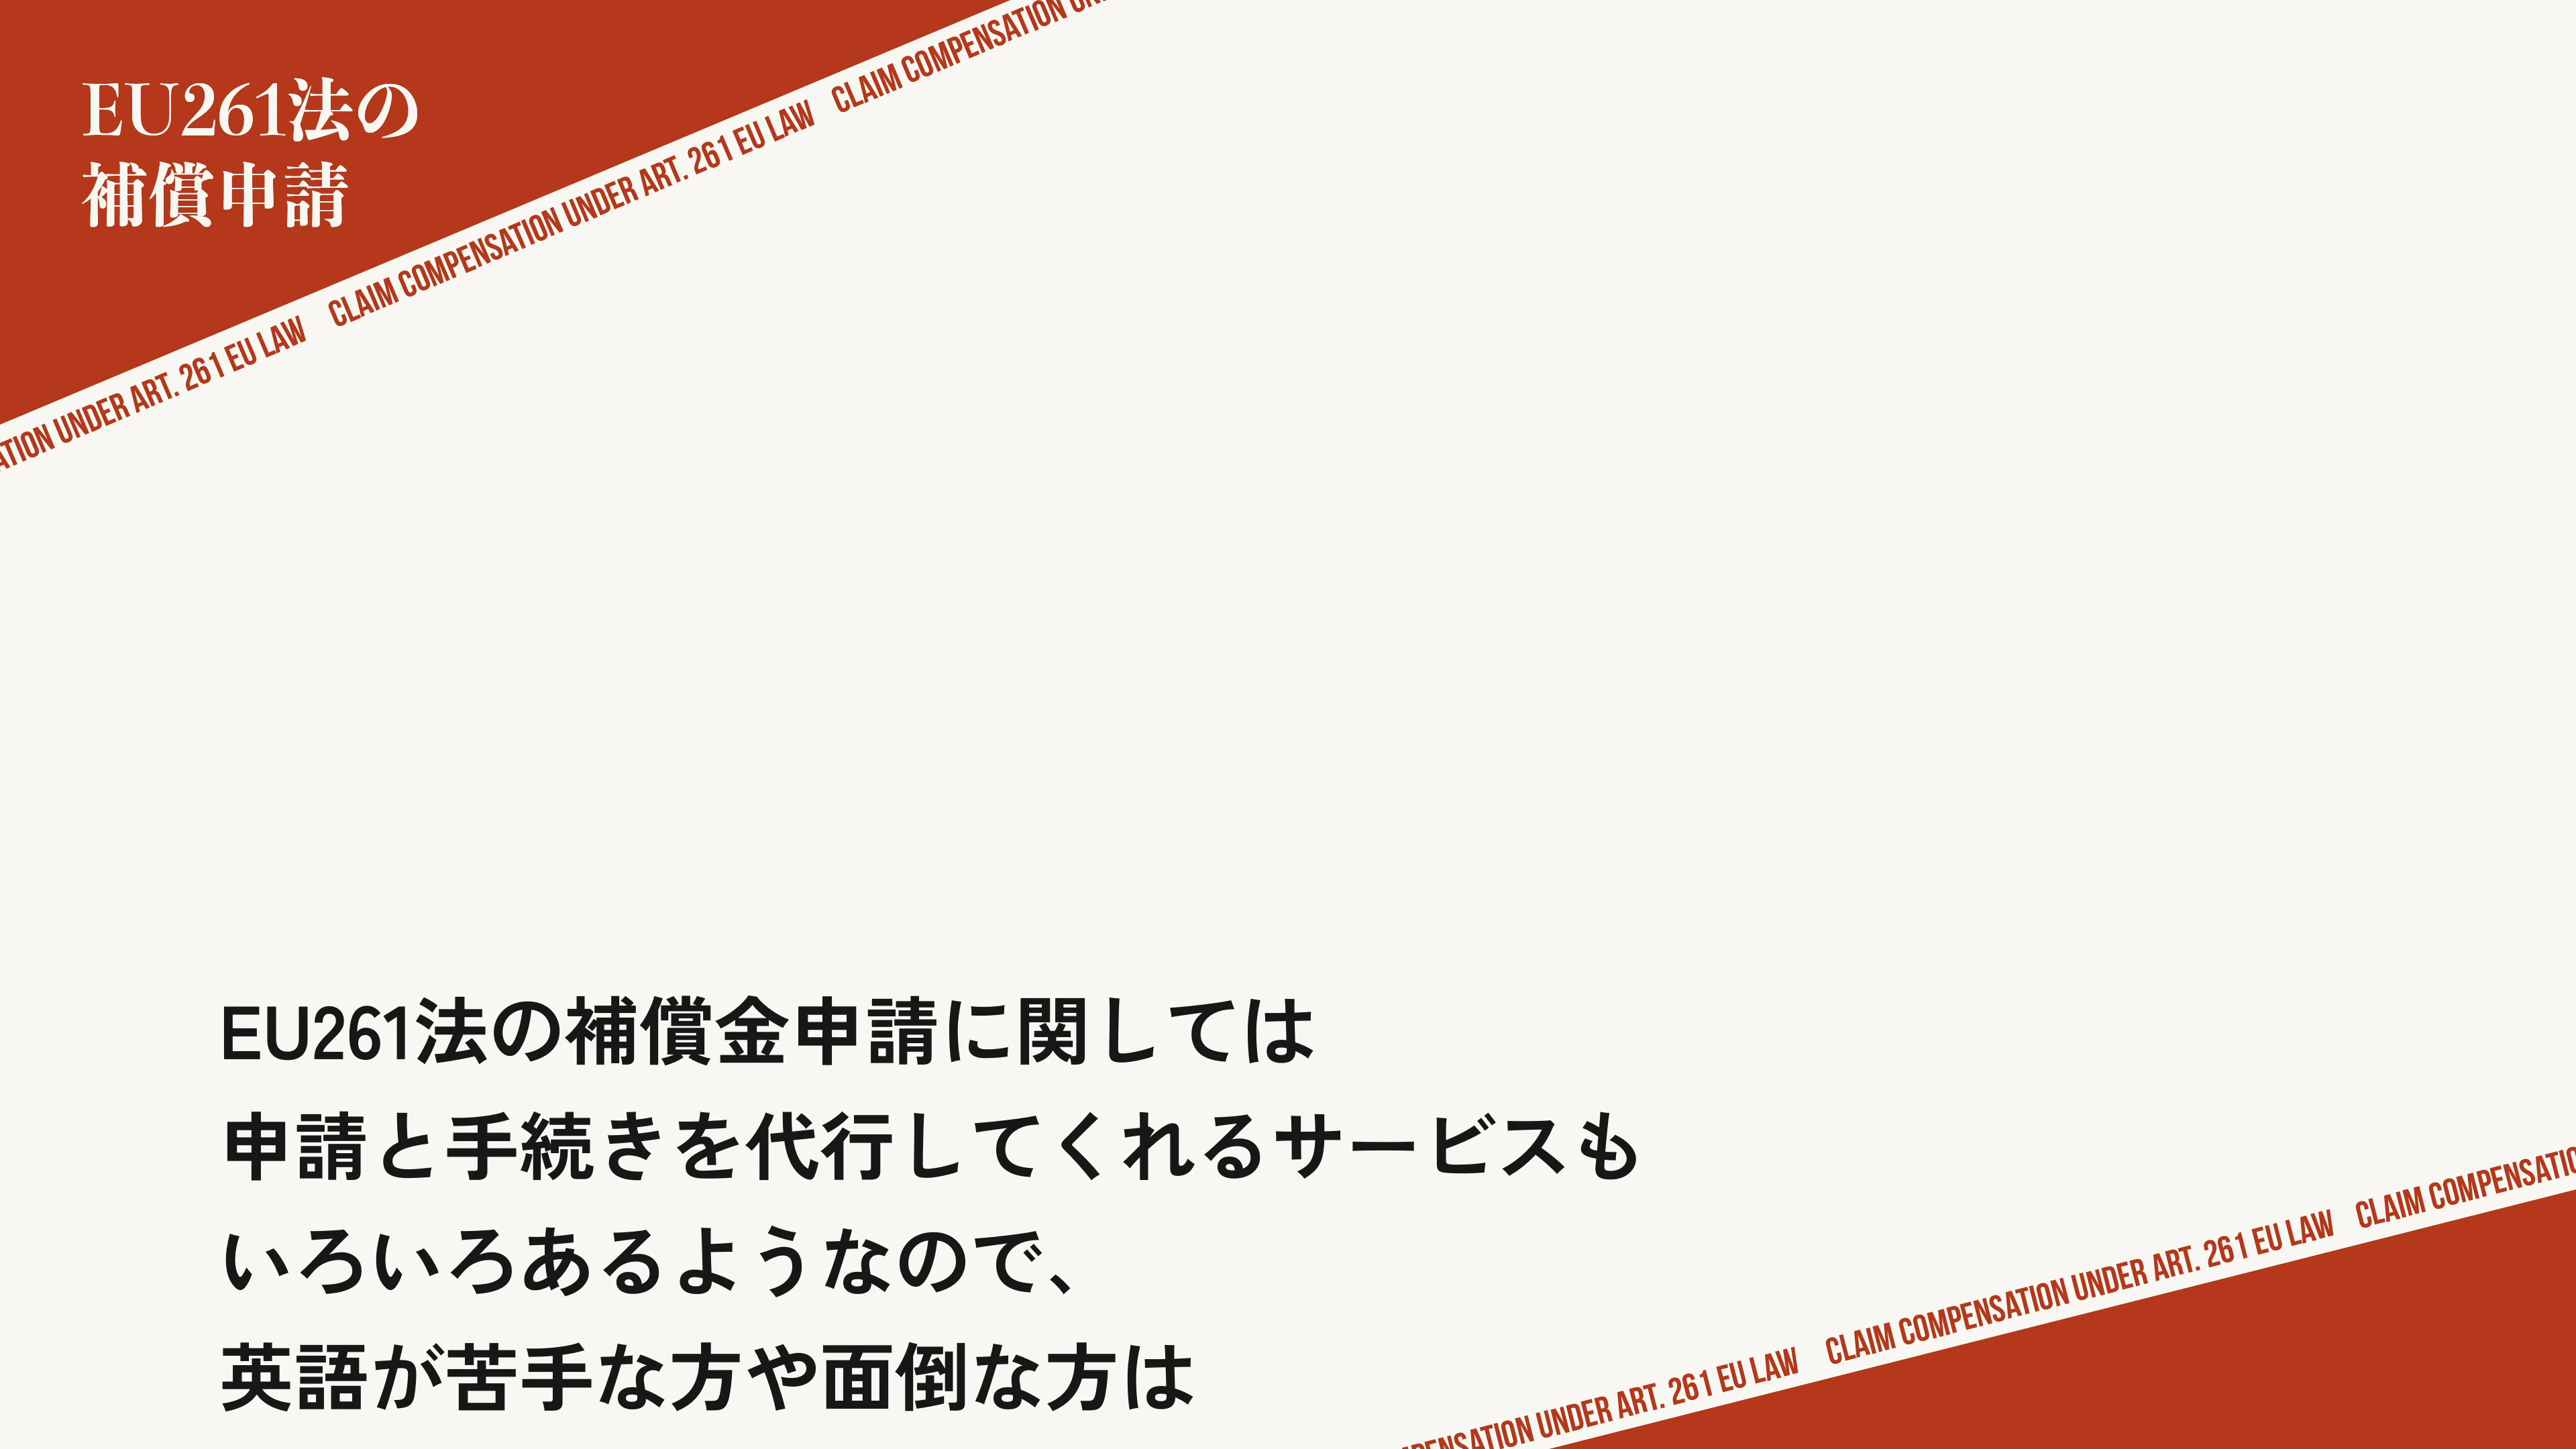 EU261法の
補償申請
ATION UNDER ART. 261 EU LAW CLAIM COMPENSATION UNDER ART. 261 EU LAW CLAIM COMPENSATION
EU261法の補償金申請に関しては
申請と手続きを代行してくれるサービスも
いろいろあるようなので、
英語が苦手な方や面倒な方は
PENSATION UNDER ART. 261 EU LAW CLAIM COMPENSATION UNDER ART. 261 EU LAW CLAIM COMPENSATIO